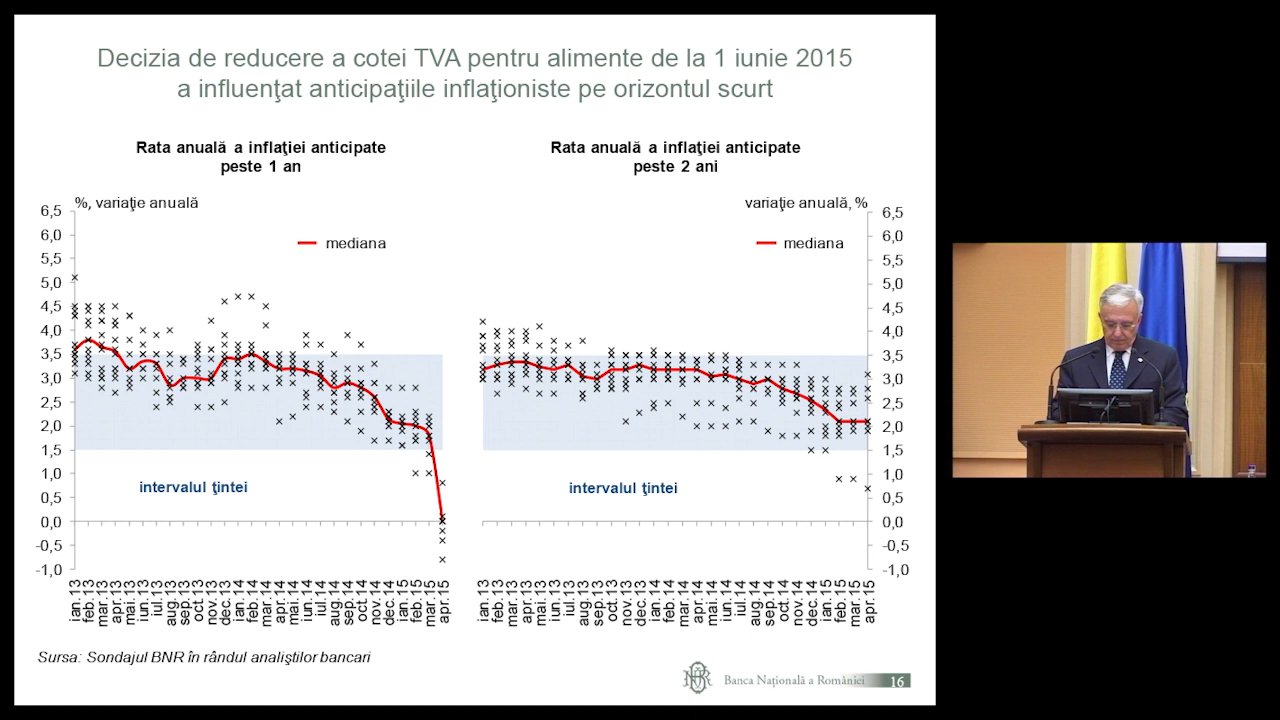 Decizia de reducere a cotei TVA pentru alimente de la 1 iunie 2015
a influenţat anticipaţiile inflaţioniste pe orizontul scurt
Rata anuală a inflaţiei anticipate
peste 1 an
%, variaţie anuală
mediana
6,5
6,0
5,5
5,0
4,5
4,0
3,5
3,0
2,5
2,0
1,5
1,0
0,5
0,0
-0,5
-1,0
intervalul ţintei
ian. 13
feb. 13
mar. 13
apr. 13
mai. 13
iun. 13
iul. 13
aug. 13
sep. 13
oct. 13
nov. 13
dec. 13
ian. 14
feb. 14
mar. 14
apr. 14
mai. 14
iun. 14
iul. 14
aug. 14
sep. 14
oct. 14
nov. 14
dec. 14
ian. 15
feb. 15
mar. 15
apr. 15
Rata anuală a inflaţiei anticipate
peste 2 ani
variaţie anuală, %
mediana
6,5
6,0
5,5
5,0
4,5
4,0
3,5
3,0
2,5
2,0
1,5
1,0
0,5
0,0
-0,5
-1,0
intervalul ţintei
ian. 13
feb. 13
mar. 13
apr. 13
mai. 13
iun. 13
iul. 13
aug. 13
sep. 13
oct. 13
nov. 13
dec. 13
ian. 14
feb. 14
mar. 14
apr. 14
mai. 14
iun. 14
iul. 14
aug. 14
sep. 14
oct. 14
nov. 14
dec. 14
ian. 15
feb. 15
mar. 15
apr. 15
Sursa: Sondajul BNR în rândul analiştilor bancari
Banca Naţională a României 16